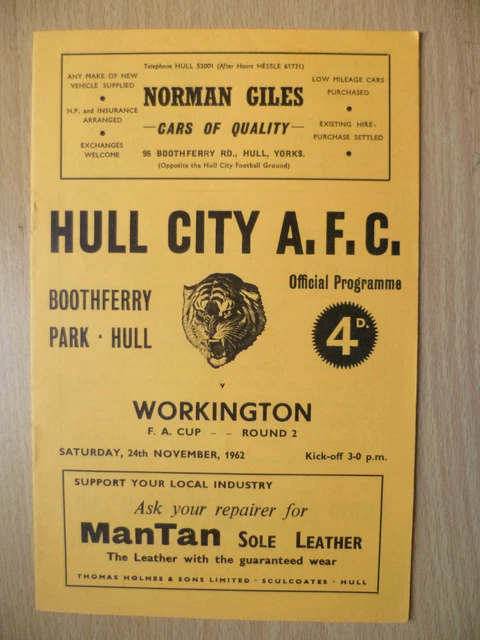 Telephone HULL 52001 (After Hours HESSLE 61731)
ANY MAKE OF NEW
VEHICLE SUPPLIED
H.P. and INSURANCE
ARRANGED
EXCHANGES
WELCOME
NORMAN GILES
—CARS OF QUALITY—
96 BOOTHFERRY RD., HULL, YORKS.
(Opposite the Hull City Football Ground)
LOW MILEAGE CARS
PURCHASED
EXISTING HIRE-
PURCHASE SETTLED
HULL CITY A.F.C.
Official Programme
BOOTHFERRY
PARK · HULL
4D.
v
WORKINGTON
F. A. CUP – – ROUND 2
SATURDAY, 24th NOVEMBER, 1962 Kick-off 3-0 p.m.
SUPPORT YOUR LOCAL INDUSTRY
Ask your repairer for
ManTan SOLE LEATHER
The Leather with the guaranteed wear
THOMAS HOLMES & SONS LIMITED · SCULCOATES · HULL